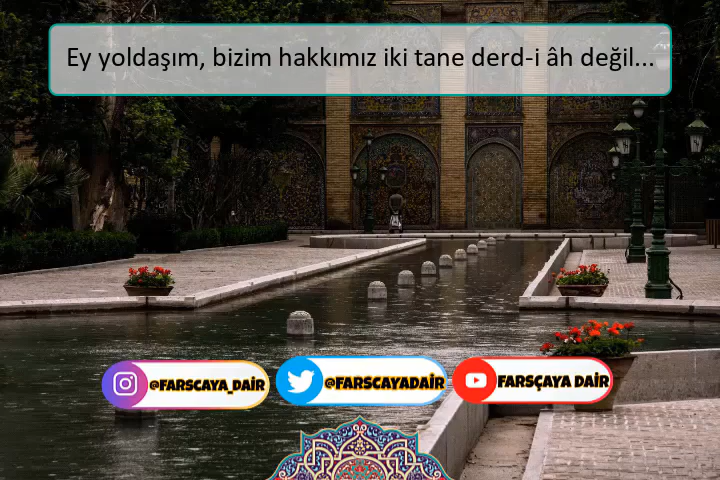 Ey yoldaşım, bizim hakkımız iki tane derd-i âh değil...
@FARSCAYA_DAİR
@FARSCAYADAİR
FARSÇAYA DAİR